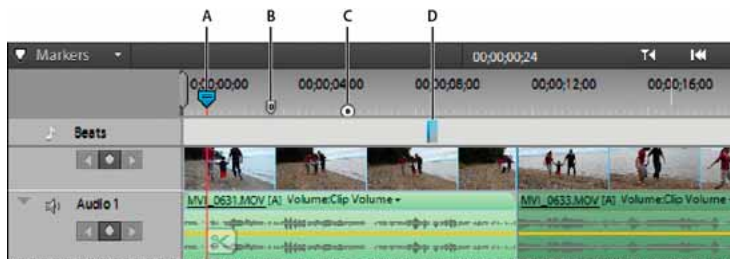 A B C D
Markers 00;00;00;24
0;00;00;00 00;00;04;00 00;00;08;00 00;00;12;00 00;00;16;00
Beats
Audio 1 MVI_0631.MOV [A] Volume:Clip Volume MVI_0633.MOV [A] Volume:Clip Volume